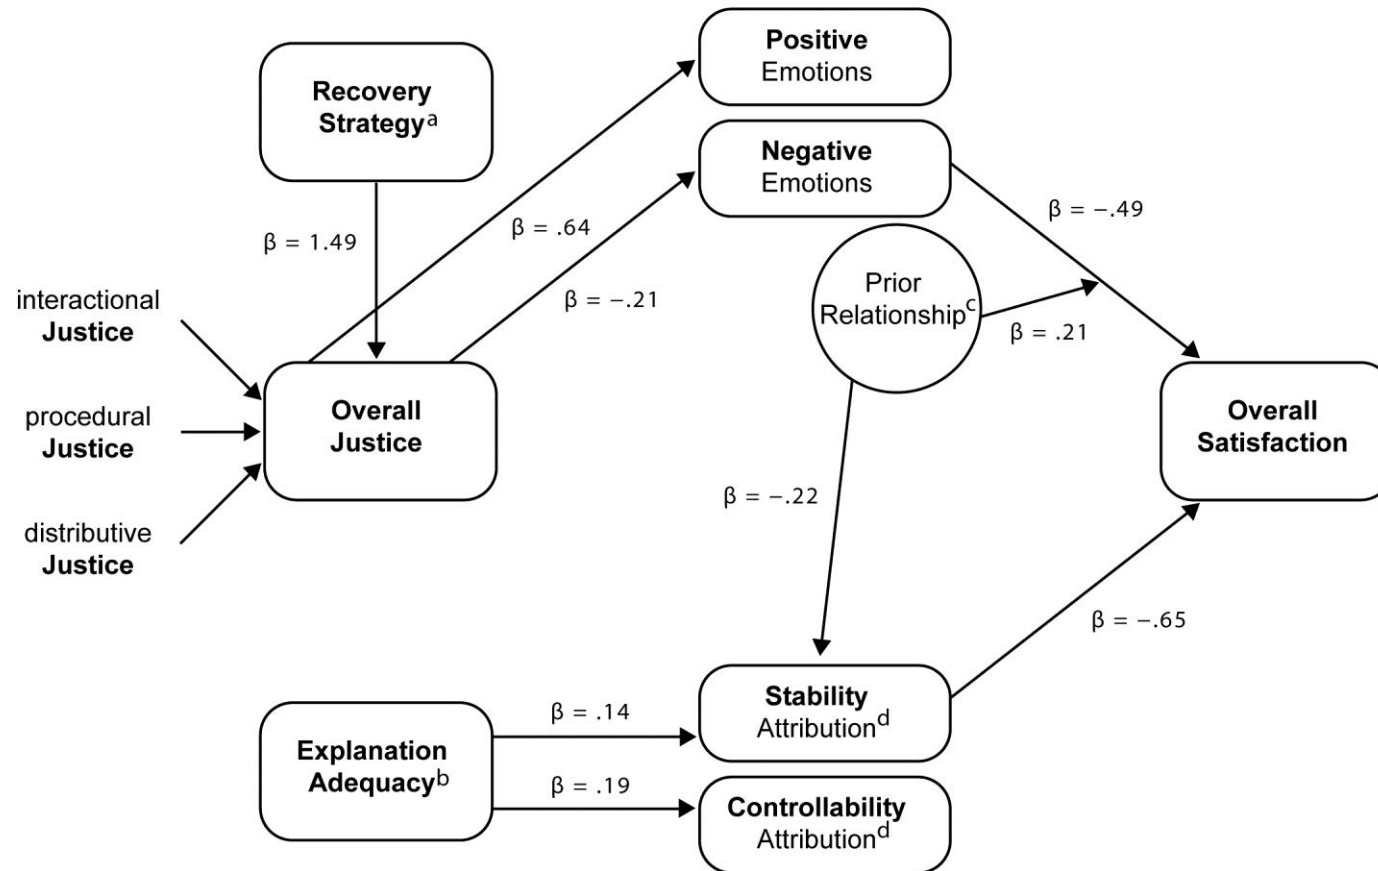 Positive
Emotions
Recovery
Strategyᵃ
Negative
Emotions
β = −.49
β = .64
β = 1.49
Prior
Relationshipᶜ
β = −.21
β = .21
interactional
Justice
procedural
Justice
distributive
Justice
Overall
Justice
Overall
Satisfaction
β = −.22
β = −.65
Stability
Attributionᵈ
β = .14
Explanation
Adequacyᵇ
β = .19
Controllability
Attributionᵈ